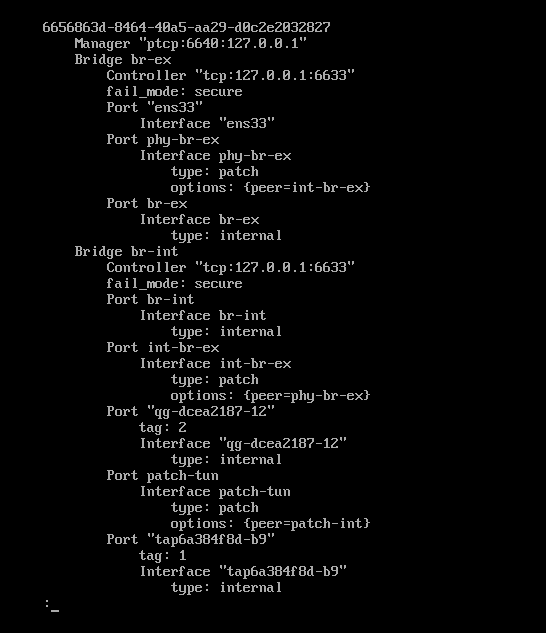 6656863d-8464-40a5-aa29-d0c2e2032827
    Manager "ptcp:6640:127.0.0.1"
    Bridge br-ex
        Controller "tcp:127.0.0.1:6633"
        fail_mode: secure
        Port "ens33"
            Interface "ens33"
        Port phy-br-ex
            Interface phy-br-ex
                type: patch
                options: {peer=int-br-ex}
        Port br-ex
            Interface br-ex
                type: internal
    Bridge br-int
        Controller "tcp:127.0.0.1:6633"
        fail_mode: secure
        Port br-int
            Interface br-int
                type: internal
        Port int-br-ex
            Interface int-br-ex
                type: patch
                options: {peer=phy-br-ex}
        Port "qg-dcea2187-12"
            tag: 2
            Interface "qg-dcea2187-12"
                type: internal
        Port patch-tun
            Interface patch-tun
                type: patch
                options: {peer=patch-int}
        Port "tap6a384f8d-b9"
            tag: 1
            Interface "tap6a384f8d-b9"
                type: internal
:_